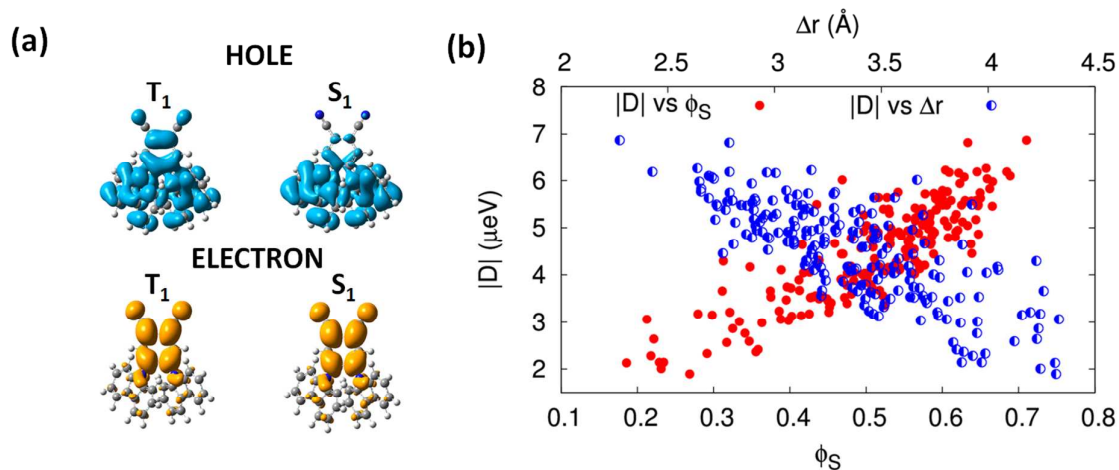 (a)
HOLE
T1 S1
ELECTRON
T1 S1
(b)
Δr (Å)
2 2.5 3 3.5 4 4.5
|D| vs ϕS |D| vs Δr
8
7
6
5
4
3
2
|D| (μeV)
0.1 0.2 0.3 0.4 0.5 0.6 0.7 0.8
ϕS